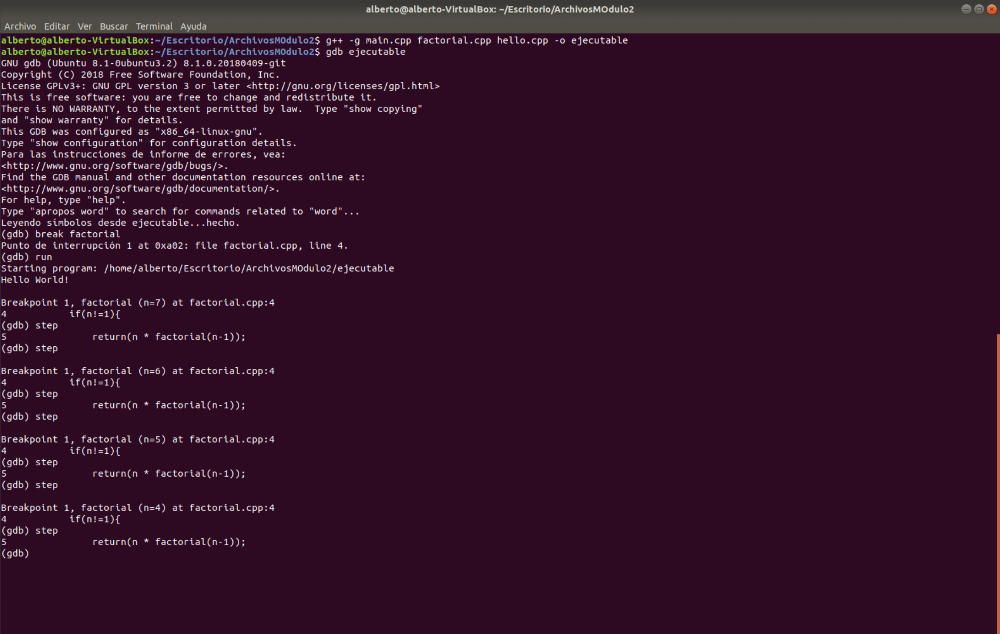 alberto@alberto-VirtualBox: ~/Escritorio/ArchivosMOdulo2
Archivo Editar Ver Buscar Terminal Ayuda
alberto@alberto-VirtualBox:~/Escritorio/ArchivosMOdulo2$ g++ -g main.cpp factorial.cpp hello.cpp -o ejecutable
alberto@alberto-VirtualBox:~/Escritorio/ArchivosMOdulo2$ gdb ejecutable
GNU gdb (Ubuntu 8.1-0ubuntu3.2) 8.1.0.20180409-git
Copyright (C) 2018 Free Software Foundation, Inc.
License GPLv3+: GNU GPL version 3 or later <http://gnu.org/licenses/gpl.html>
This is free software: you are free to change and redistribute it.
There is NO WARRANTY, to the extent permitted by law.  Type "show copying"
and "show warranty" for details.
This GDB was configured as "x86_64-linux-gnu".
Type "show configuration" for configuration details.
Para las instrucciones de informe de errores, vea:
<http://www.gnu.org/software/gdb/bugs/>.
Find the GDB manual and other documentation resources online at:
<http://www.gnu.org/software/gdb/documentation/>.
For help, type "help".
Type "apropos word" to search for commands related to "word"...
Leyendo símbolos desde ejecutable...hecho.
(gdb) break factorial
Punto de interrupción 1 at 0xa02: file factorial.cpp, line 4.
(gdb) run
Starting program: /home/alberto/Escritorio/ArchivosMOdulo2/ejecutable
Hello World!
Breakpoint 1, factorial (n=7) at factorial.cpp:4
4           if(n!=1){
(gdb) step
5               return(n * factorial(n-1));
(gdb) step
Breakpoint 1, factorial (n=6) at factorial.cpp:4
4           if(n!=1){
(gdb) step
5               return(n * factorial(n-1));
(gdb) step
Breakpoint 1, factorial (n=5) at factorial.cpp:4
4           if(n!=1){
(gdb) step
5               return(n * factorial(n-1));
(gdb) step
Breakpoint 1, factorial (n=4) at factorial.cpp:4
4           if(n!=1){
(gdb) step
5               return(n * factorial(n-1));
(gdb)